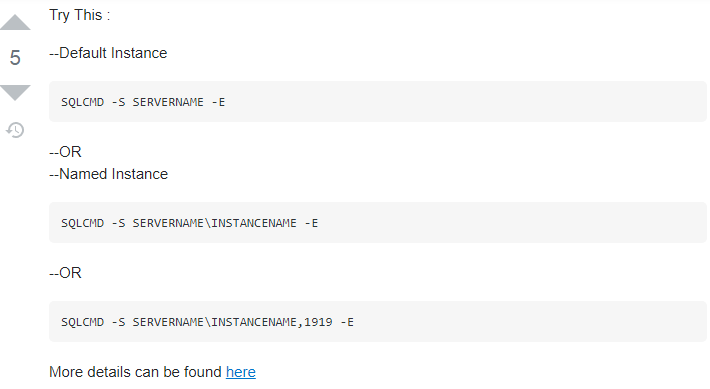 Try This :
5
--Default Instance
SQLCMD -S SERVERNAME -E
--OR
--Named Instance
SQLCMD -S SERVERNAME\INSTANCENAME -E
--OR
SQLCMD -S SERVERNAME\INSTANCENAME,1919 -E
More details can be found here